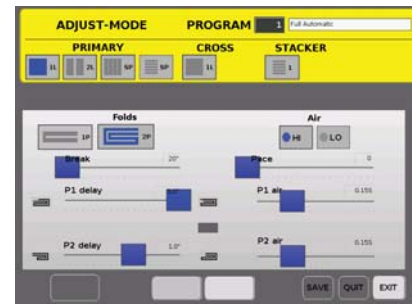 ADJUST-MODE PROGRAM 1 Full Automatic
PRIMARY CROSS STACKER
1L 2L SP SP 1L 1
Folds Air
1P 2P HI LO
Break 20" Pace 0
P1 delay P1 air 0.15S
P2 delay 1.0" P2 air 0.15S
SAVE QUIT EXIT